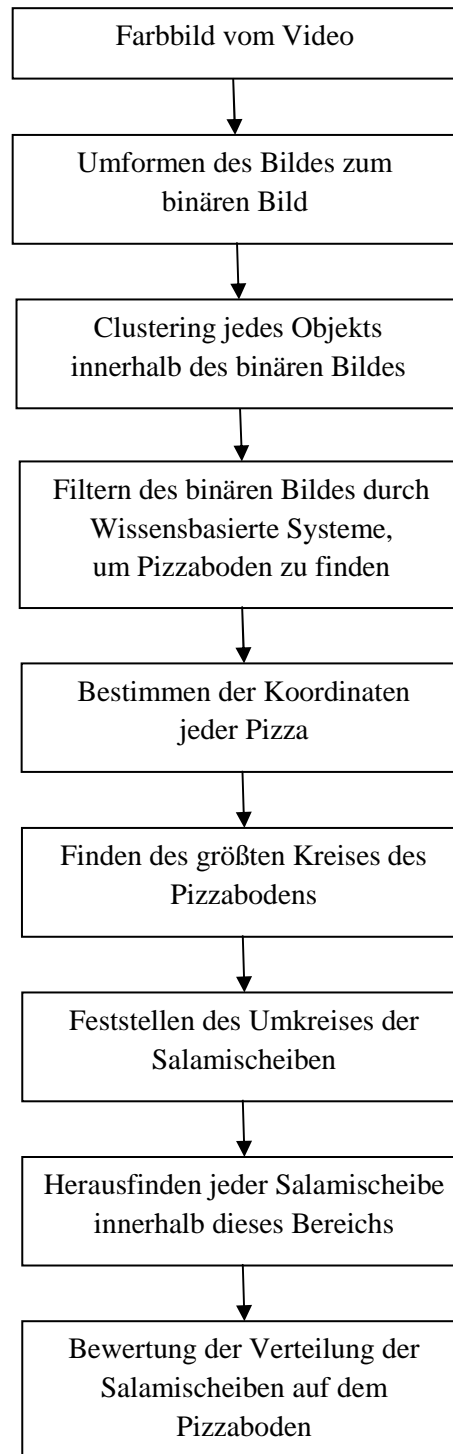 Farbbild vom Video
Umformen des Bildes zum
binären Bild
Clustering jedes Objekts
innerhalb des binären Bildes
Filtern des binären Bildes durch
Wissensbasierte Systeme,
um Pizzaboden zu finden
Bestimmen der Koordinaten
jeder Pizza
Finden des größten Kreises des
Pizzabodens
Feststellen des Umkreises der
Salamischeiben
Herausfinden jeder Salamischeibe
innerhalb dieses Bereichs
Bewertung der Verteilung der
Salamischeiben auf dem
Pizzaboden